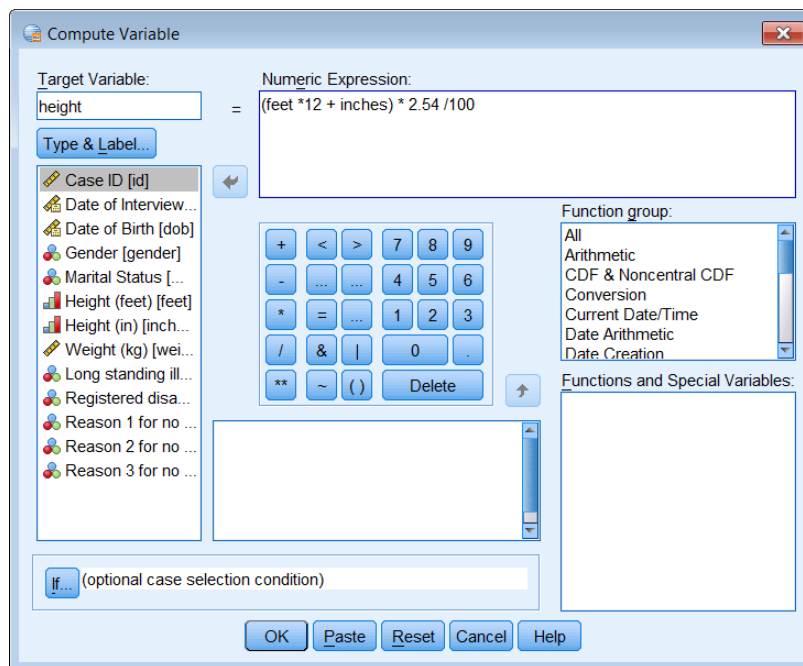 Compute Variable
Target Variable:
height
=
Numeric Expression:
(feet *12 + inches) * 2.54 /100
Type & Label...
Case ID [id]
Date of Interview...
Date of Birth [dob]
Gender [gender]
Marital Status [...
Height (feet) [feet]
Height (in) [inch...
Weight (kg) [wei...
Long standing ill...
Registered disa...
Reason 1 for no ...
Reason 2 for no ...
Reason 3 for no ...
+ < > 7 8 9
- ... ... 4 5 6
* = ... 1 2 3
/ & | 0 .
** ~ ( ) Delete
Function group:
All
Arithmetic
CDF & Noncentral CDF
Conversion
Current Date/Time
Date Arithmetic
Date Creation
Functions and Special Variables:
If... (optional case selection condition)
OK Paste Reset Cancel Help